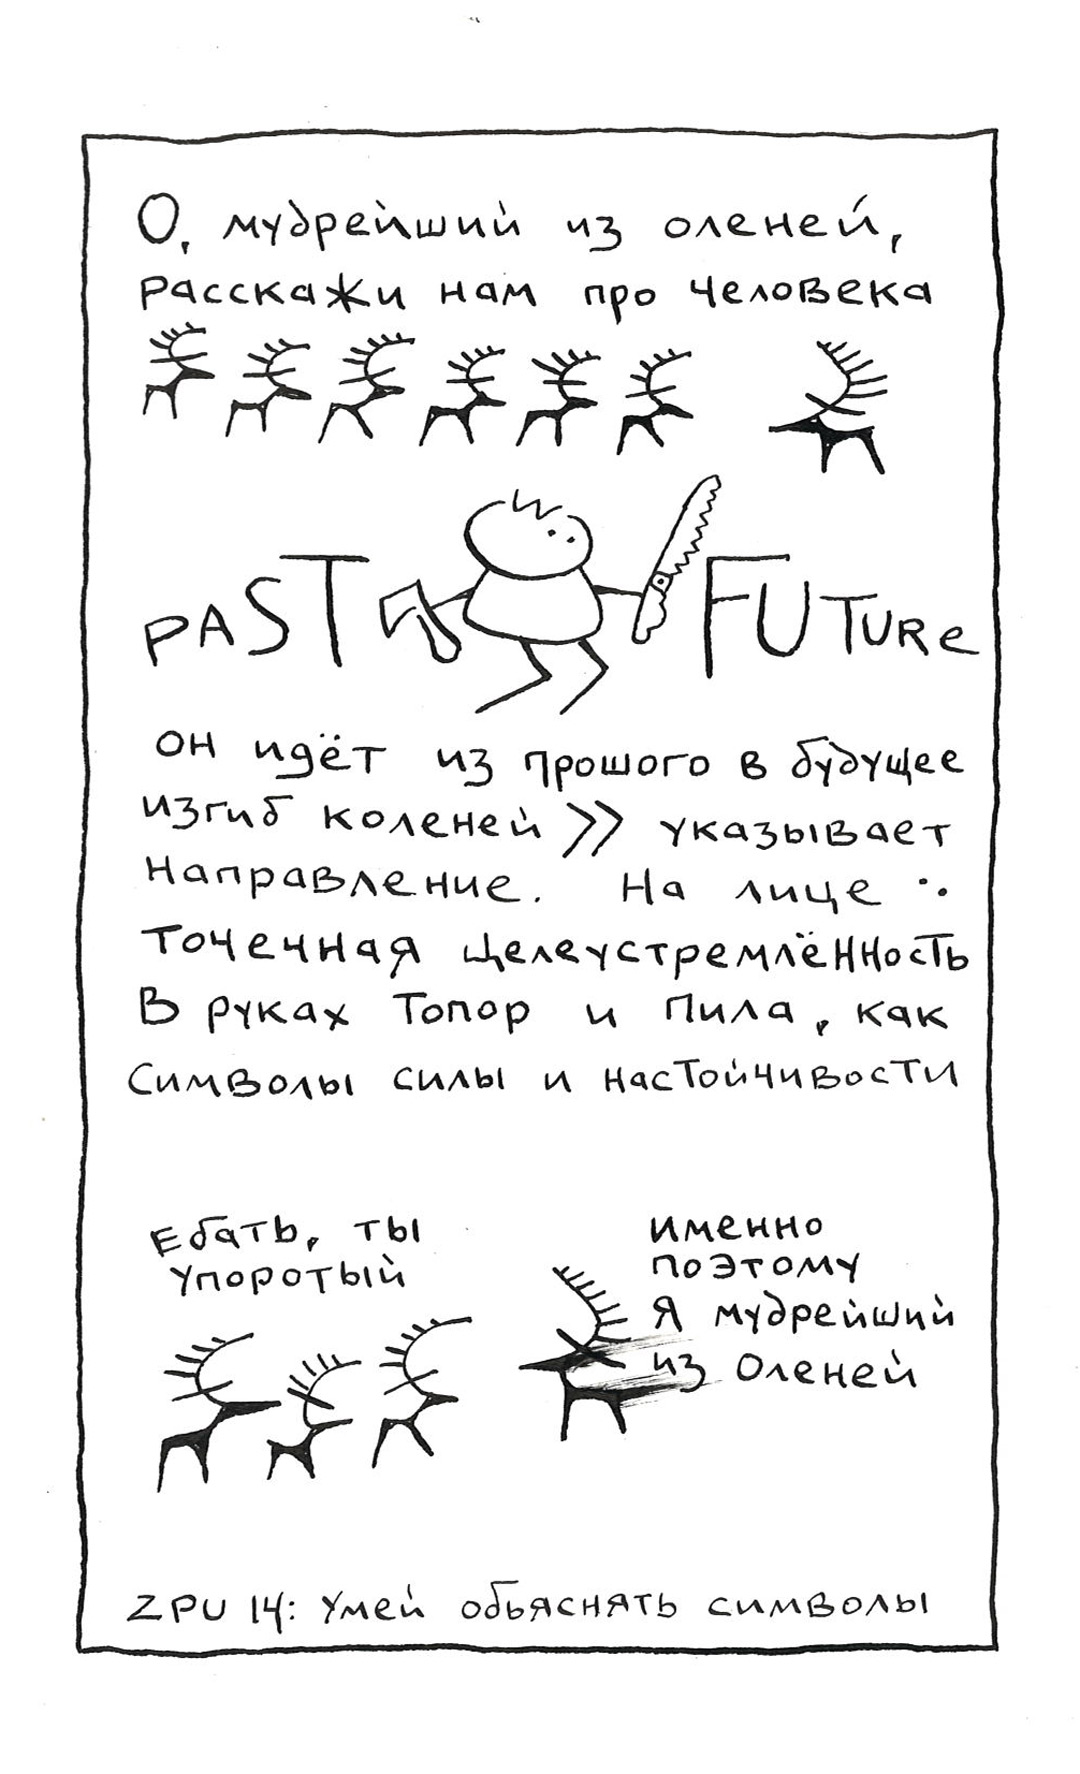 О, мудрейший из оленей,
расскажи нам про человека
PAST FUTURE
он идёт из прошого в будущее
изгиб коленей >> указывает
направление. На лице :.
точечная целеустремлённость
В руках Топор и Пила, как
символы силы и настойчивости
Ебать, ты
упоротый
именно
поэтому
Я мудрейший
из Оленей
ZPU 14: Умей обьяснять символы